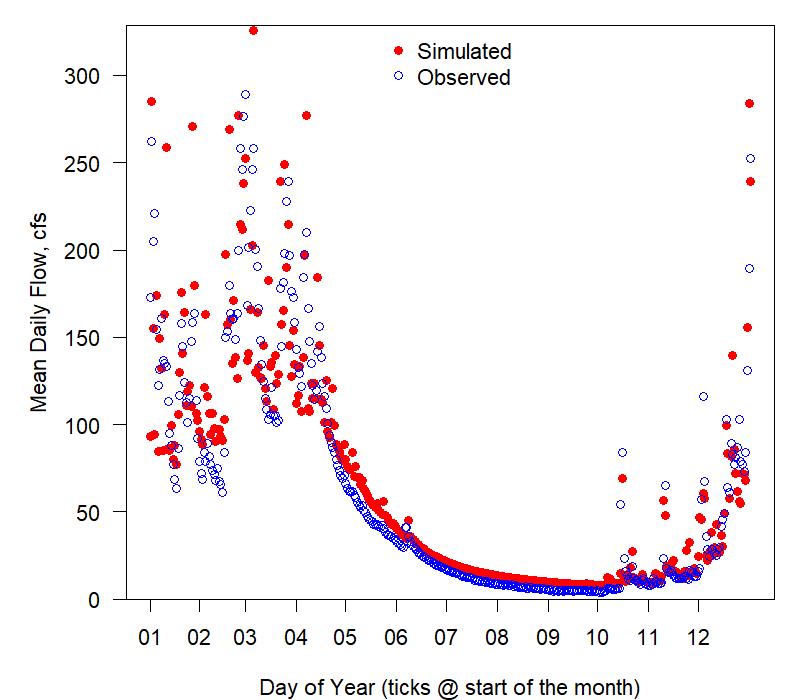 Simulated
Observed
300
250
200
150
100
50
0
Mean Daily Flow, cfs
01 02 03 04 05 06 07 08 09 10 11 12
Day of Year (ticks @ start of the month)